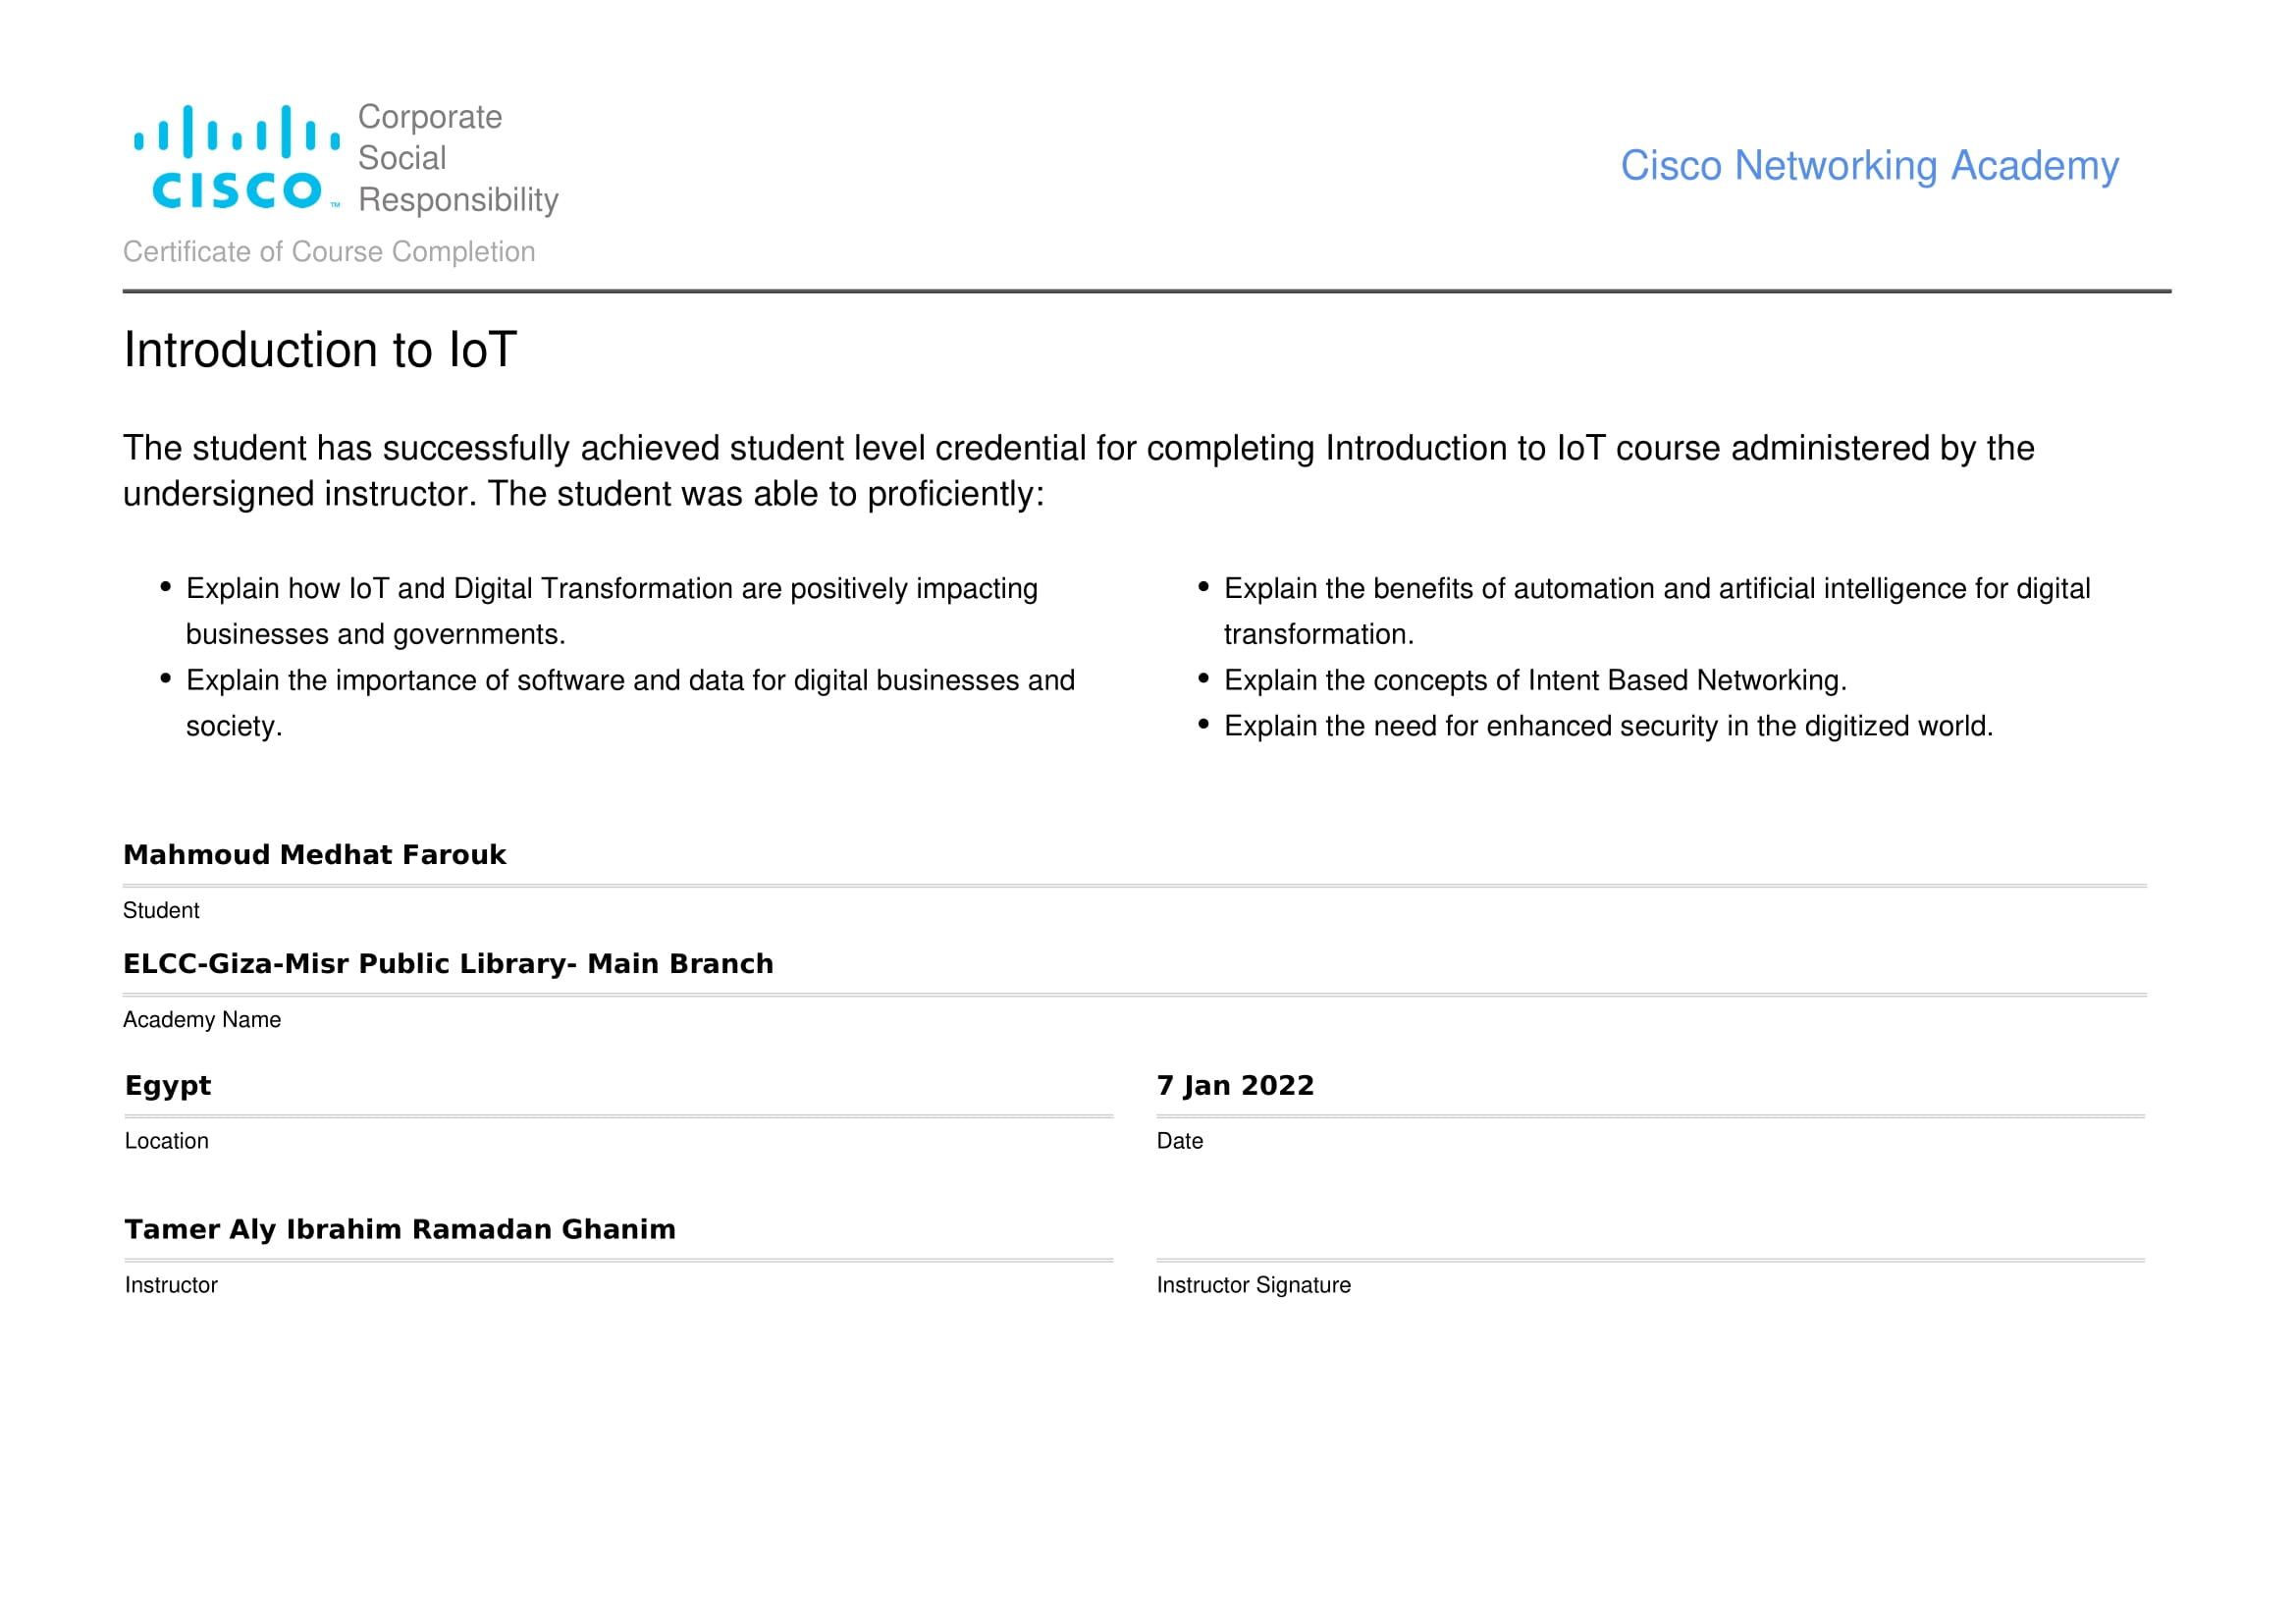 CISCO™
Corporate
Social
Responsibility
Cisco Networking Academy
Certificate of Course Completion
Introduction to IoT
The student has successfully achieved student level credential for completing Introduction to IoT course administered by the
undersigned instructor. The student was able to proficiently:
• Explain how IoT and Digital Transformation are positively impacting
businesses and governments.
• Explain the importance of software and data for digital businesses and
society.
• Explain the benefits of automation and artificial intelligence for digital
transformation.
• Explain the concepts of Intent Based Networking.
• Explain the need for enhanced security in the digitized world.
Mahmoud Medhat Farouk
Student
ELCC-Giza-Misr Public Library- Main Branch
Academy Name
Egypt
Location
7 Jan 2022
Date
Tamer Aly Ibrahim Ramadan Ghanim
Instructor
Instructor Signature